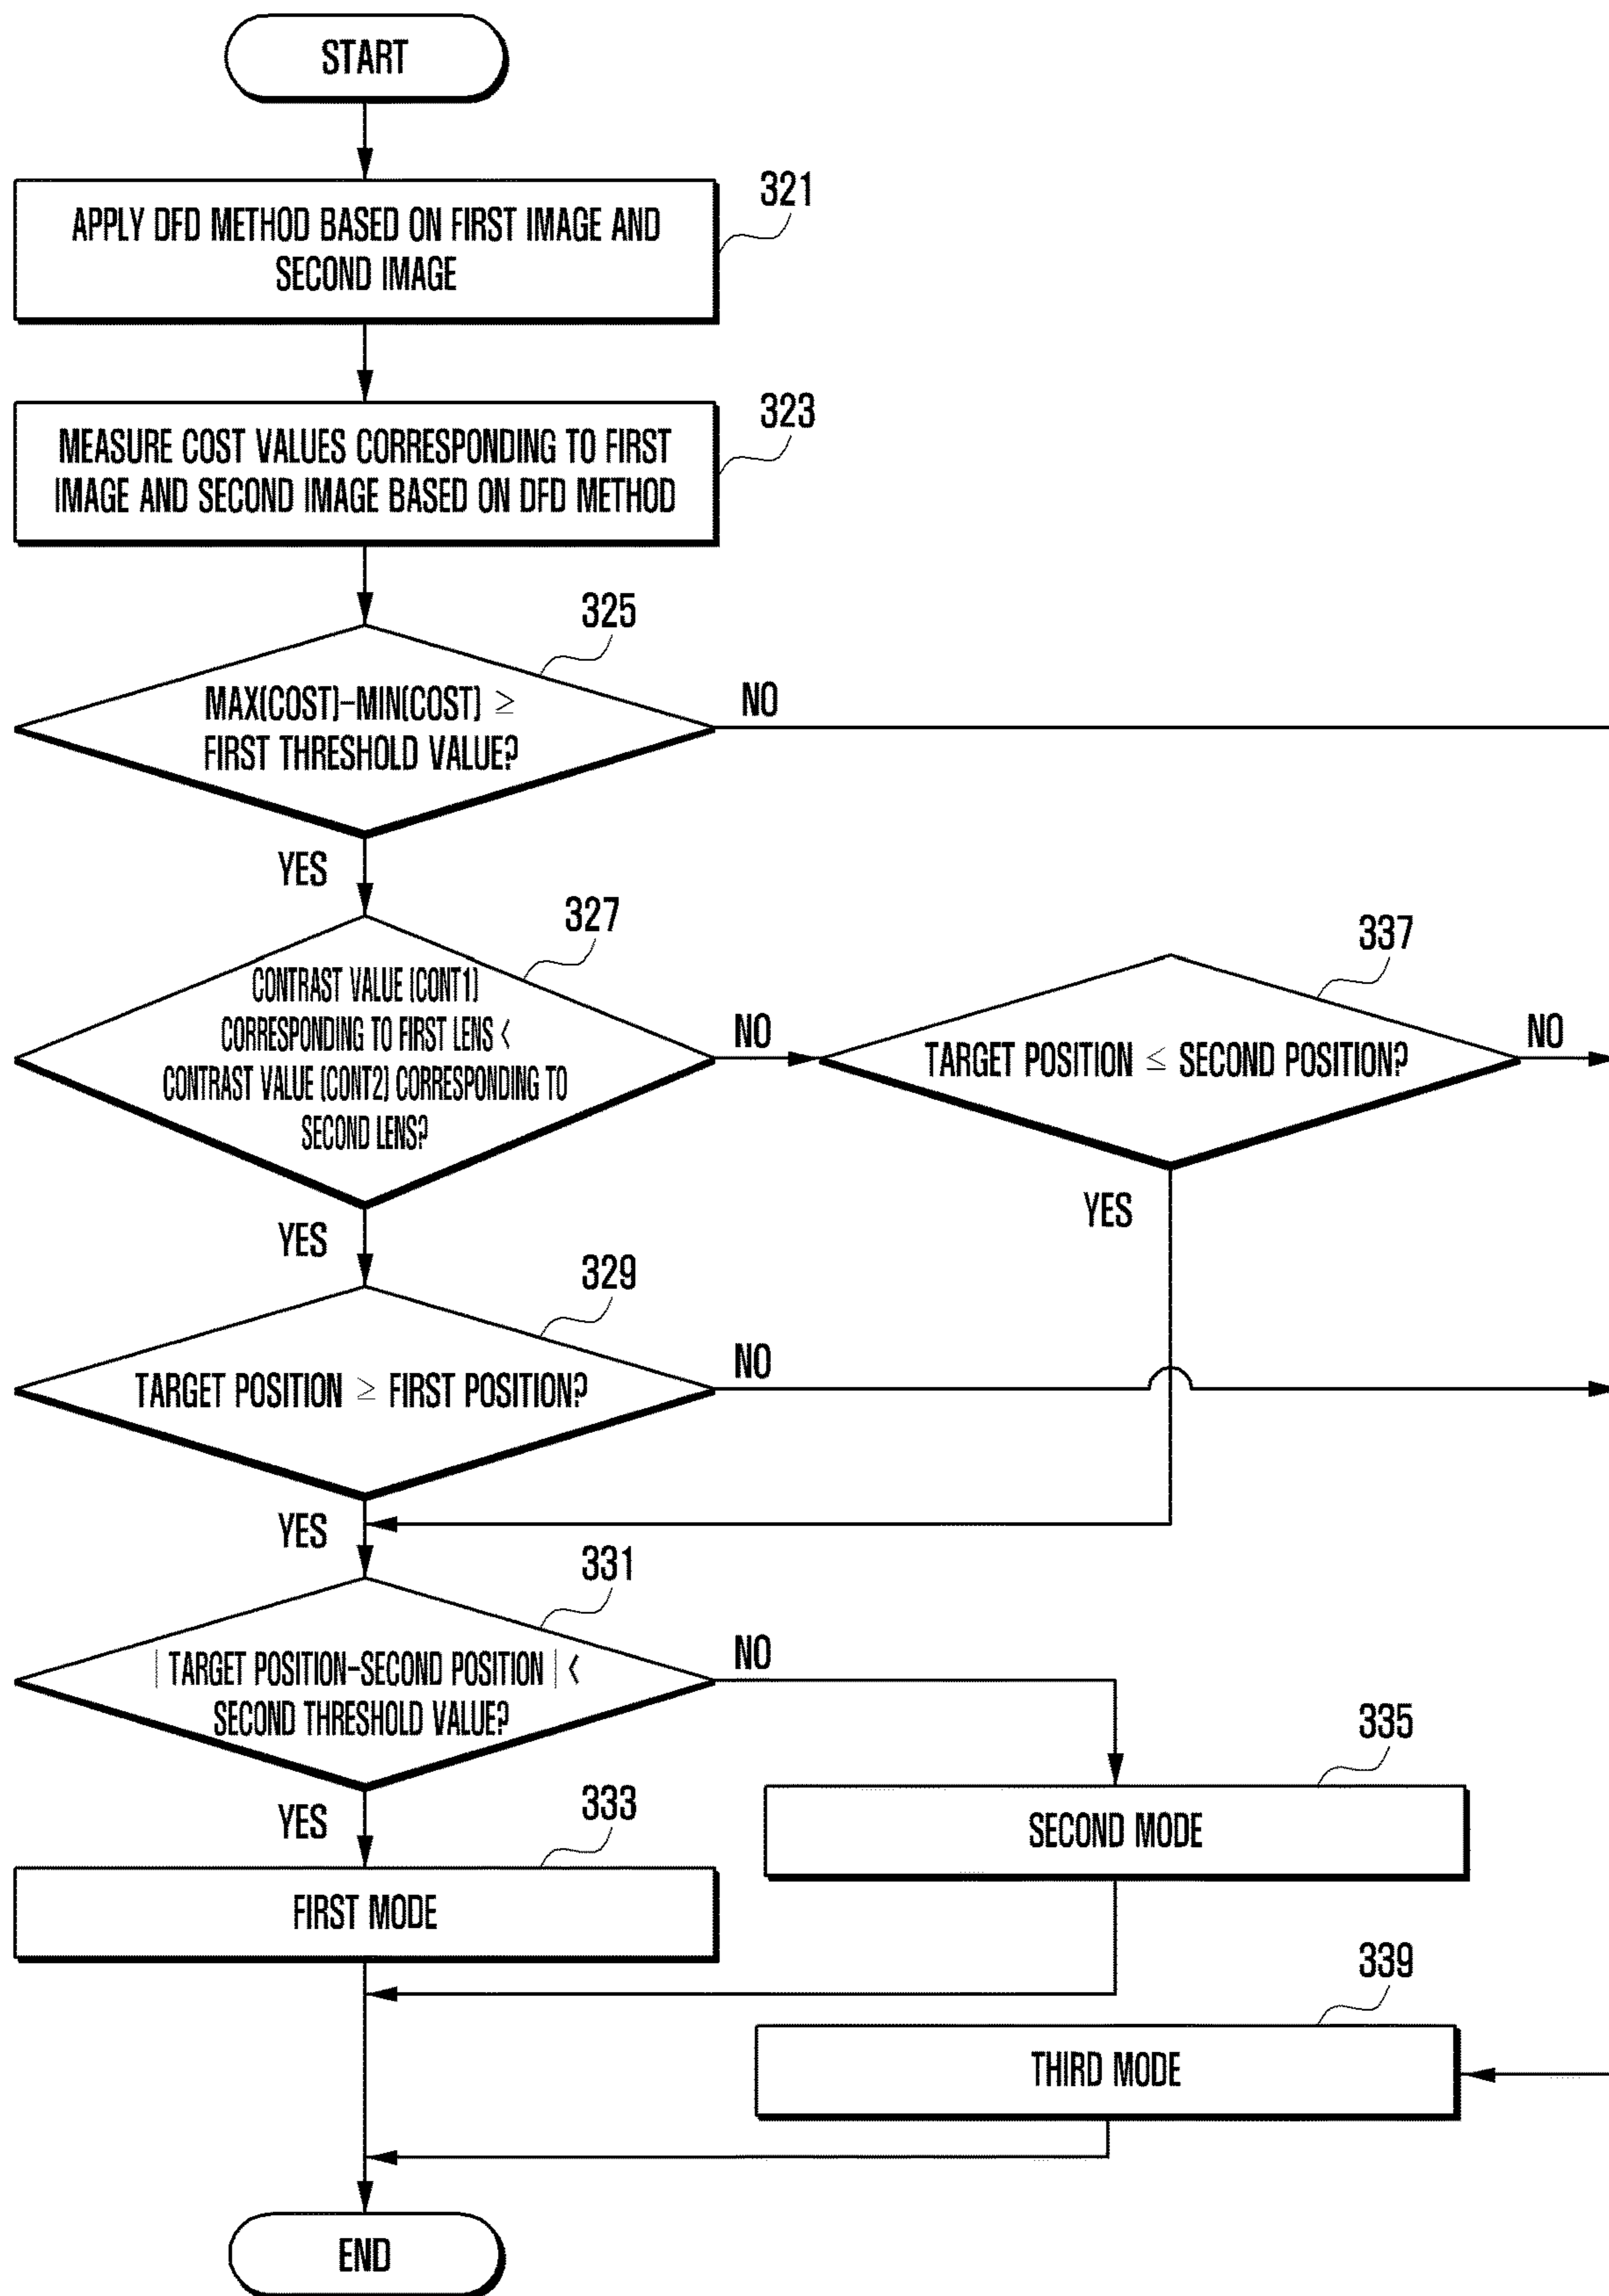 START
321
APPLY DFD METHOD BASED ON FIRST IMAGE AND
SECOND IMAGE
323
MEASURE COST VALUES CORRESPONDING TO FIRST
IMAGE AND SECOND IMAGE BASED ON DFD METHOD
325
MAX(COST)-MIN(COST) ≥
FIRST THRESHOLD VALUE?
NO
YES
327
CONTRAST VALUE (CONT1)
CORRESPONDING TO FIRST LENS <
CONTRAST VALUE (CONT2) CORRESPONDING TO
SECOND LENS?
NO
337
TARGET POSITION ≤ SECOND POSITION?
NO
YES
YES
329
TARGET POSITION ≥ FIRST POSITION?
NO
YES
331
| TARGET POSITION-SECOND POSITION | <
SECOND THRESHOLD VALUE?
NO
335
SECOND MODE
YES
333
FIRST MODE
339
THIRD MODE
END